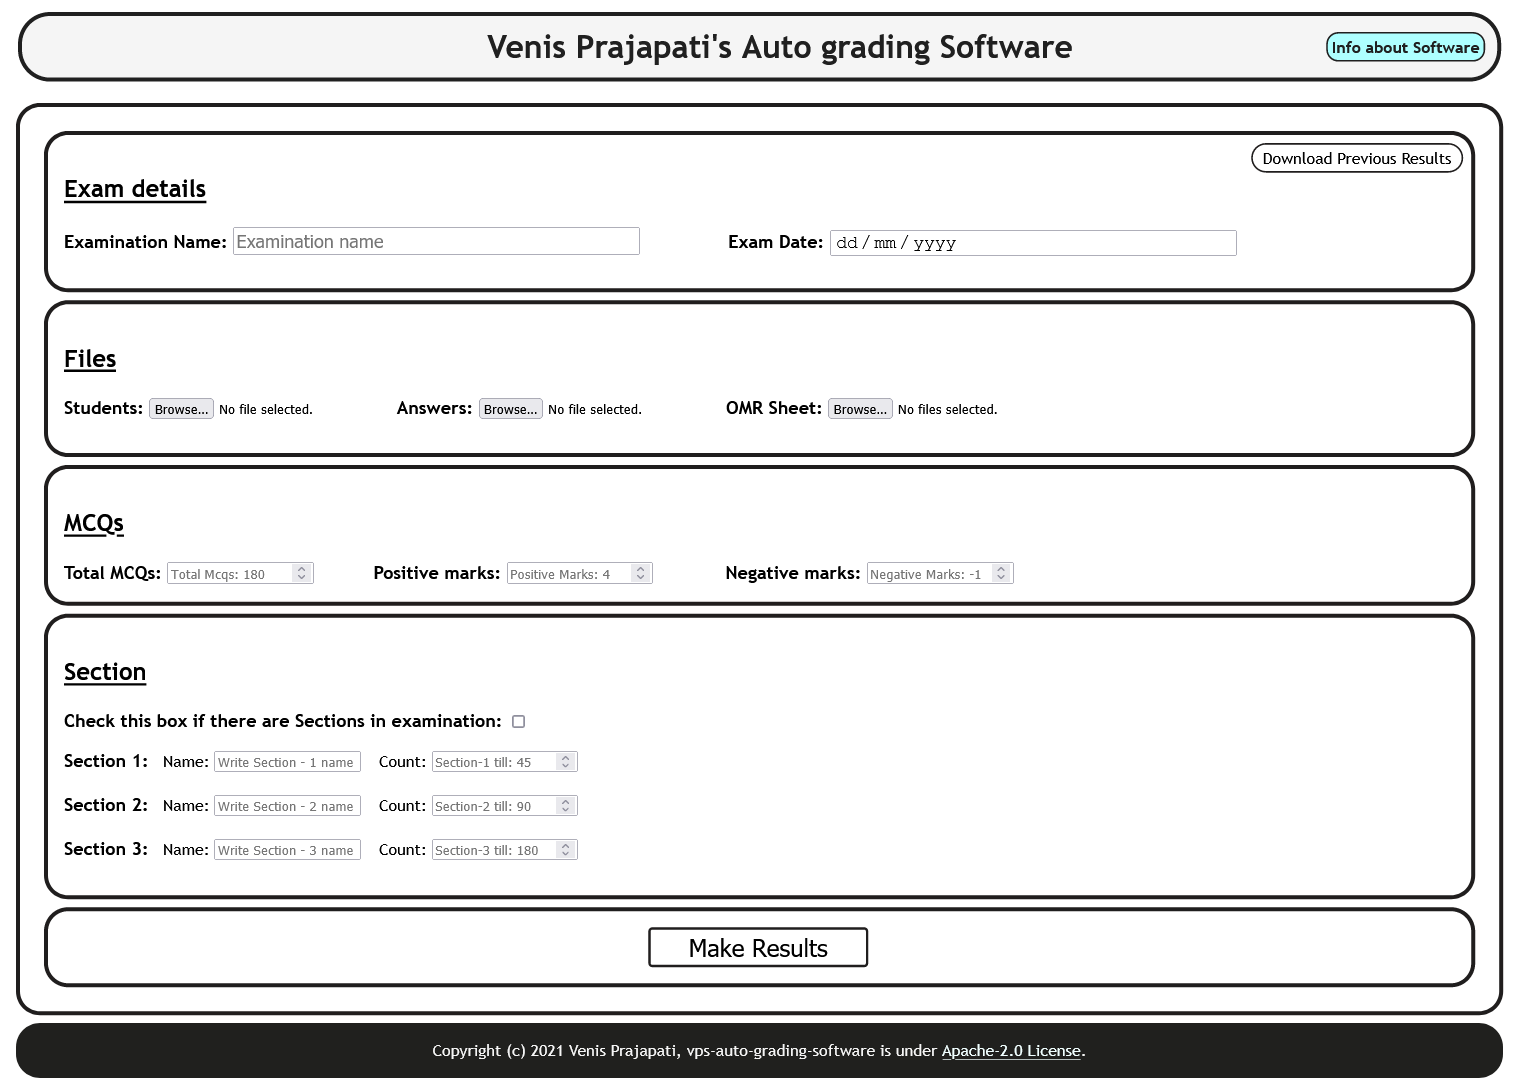 Venis Prajapati's Auto grading Software
Info about Software
Download Previous Results
Exam details
Examination Name: Examination name Exam Date: dd / mm / yyyy
Files
Students: Browse... No file selected. Answers: Browse... No file selected. OMR Sheet: Browse... No files selected.
MCQs
Total MCQs: Total Mcqs: 180 Positive marks: Positive Marks: 4 Negative marks: Negative Marks: -1
Section
Check this box if there are Sections in examination:
Section 1: Name: Write Section - 1 name Count: Section-1 till: 45
Section 2: Name: Write Section - 2 name Count: Section-2 till: 90
Section 3: Name: Write Section - 3 name Count: Section-3 till: 180
Make Results
Copyright (c) 2021 Venis Prajapati, vps-auto-grading-software is under Apache-2.0 License.